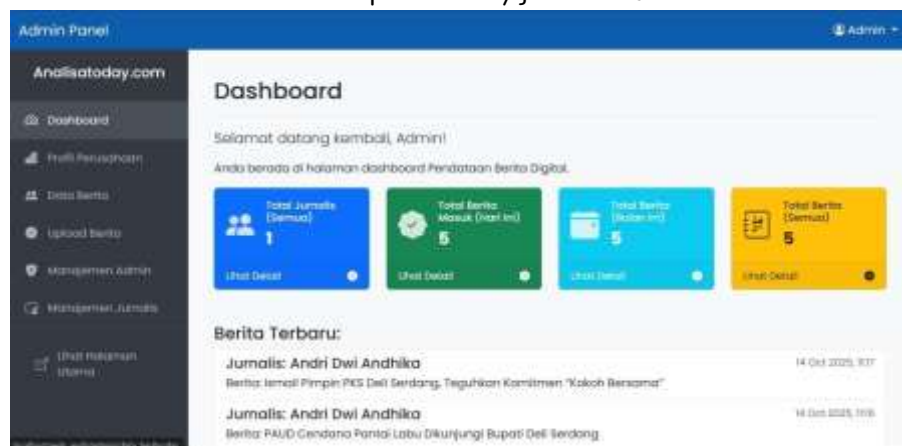 Admin Panel
Admin
Analisatoday.com
Dashboard
Profil Perusahaan
Data Berita
Upload Berita
Manajemen Admin
Manajemen Jurnalis
Lihat Halaman
Utama
Dashboard
Selamat datang kembali, Admin!
Anda berada di halaman dashboard Pendataan Berita Digital.
Total Jurnalis
(Semua)
1
Lihat Detail
Total Berita
Masuk (Hari Ini)
5
Lihat Detail
Total Berita
(Bulan Ini)
5
Lihat Detail
Total Berita
(Semua)
5
Lihat Detail
Berita Terbaru:
Jurnalis: Andri Dwi Andhika
14 Oct 2025,
Berita: Ismail Pimpin PKS Deli Serdang, Teguhkan Komitmen "Kokoh Bersama"
Jurnalis: Andri Dwi Andhika
14 Oct 2025,
Berita: PAUD Cendana Pantai Labu Dikunjungi Bupati Deli Serdang